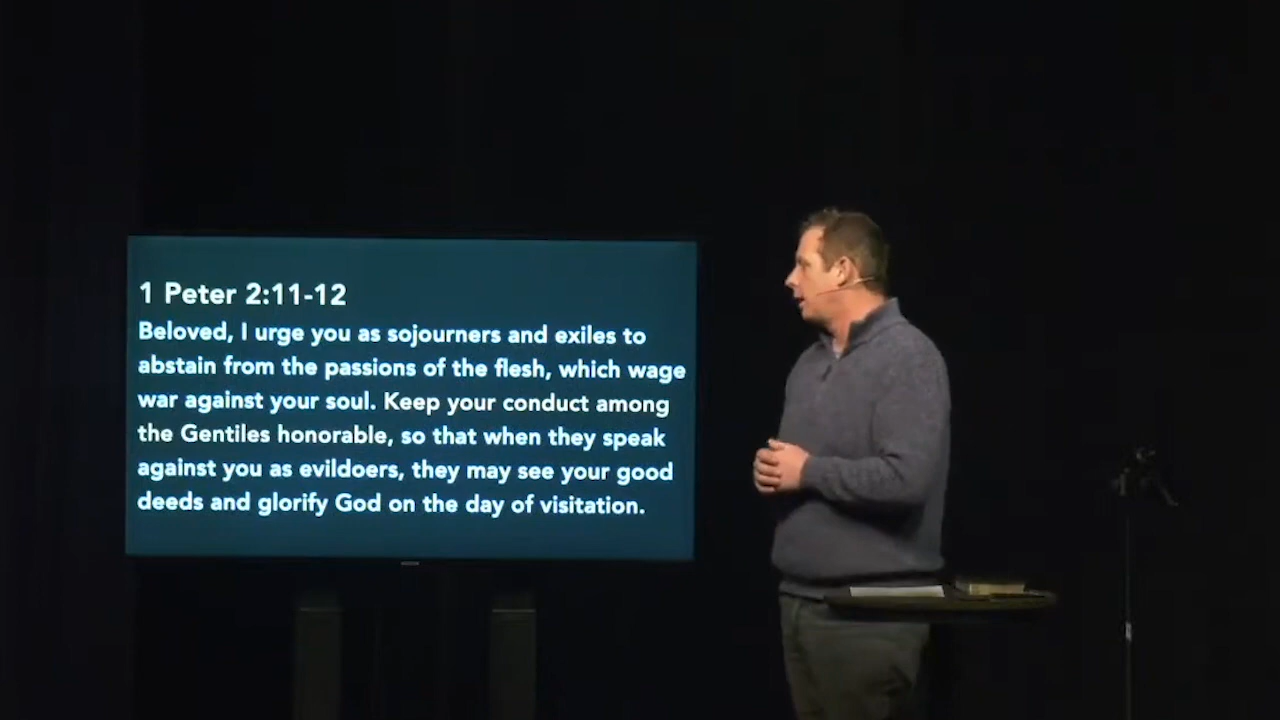 1 Peter 2:11-12
Beloved, I urge you as sojourners and exiles to
abstain from the passions of the flesh, which wage
war against your soul. Keep your conduct among
the Gentiles honorable, so that when they speak
against you as evildoers, they may see your good
deeds and glorify God on the day of visitation.